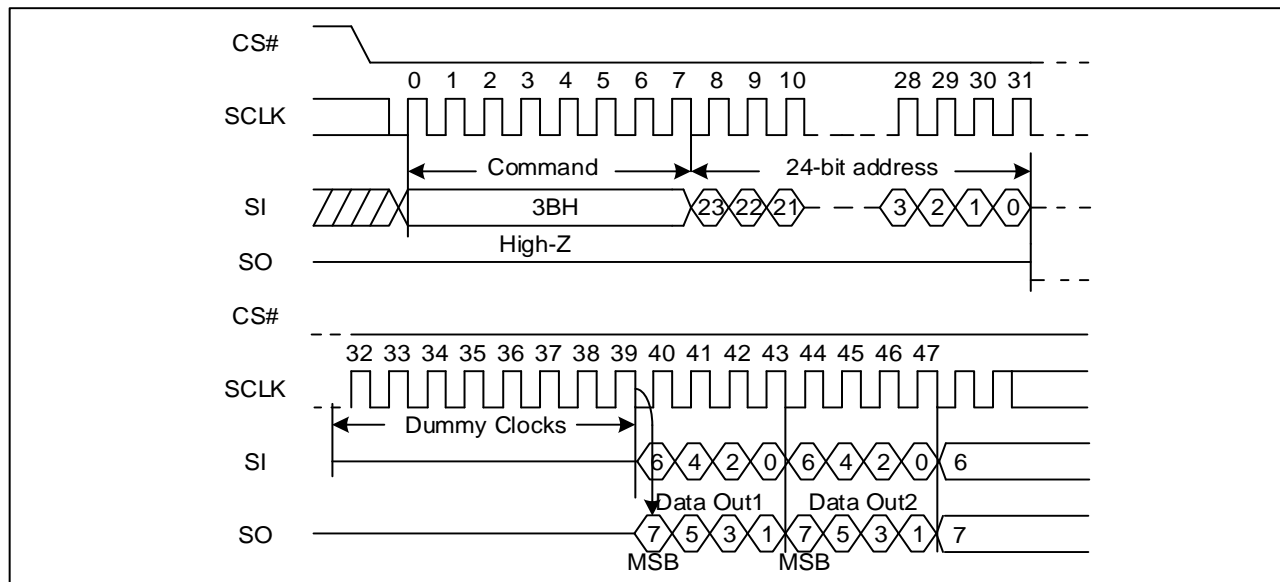 CS#
0 1 2 3 4 5 6 7 8 9 10 28 29 30 31
SCLK
Command 24-bit address
SI 3BH 23 22 21 3 2 1 0
High-Z
SO
CS#
32 33 34 35 36 37 38 39 40 41 42 43 44 45 46 47
SCLK
Dummy Clocks
SI 6 4 2 0 6 4 2 0 6
Data Out1 Data Out2
SO 7 5 3 1 7 5 3 1 7
MSB MSB